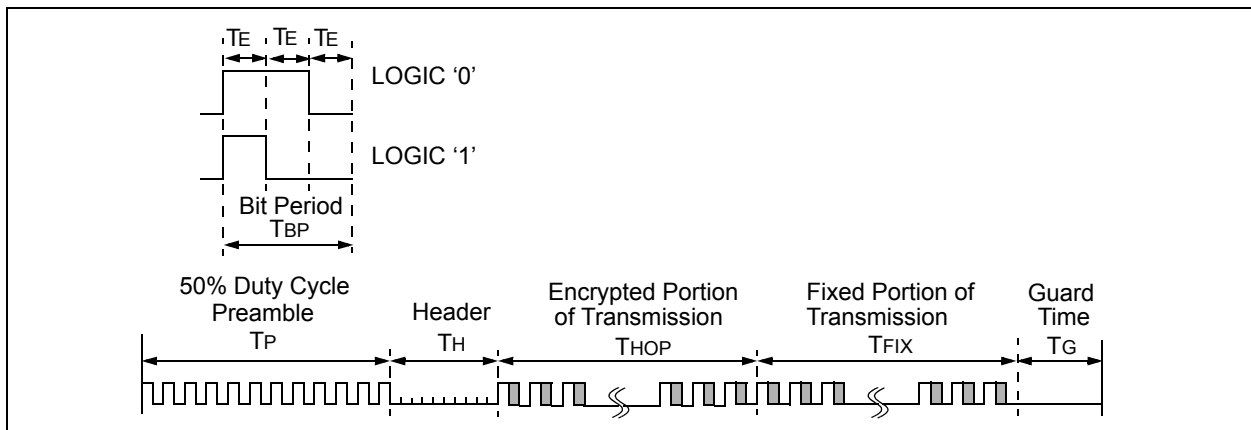 TE TE TE
LOGIC ‘0’
LOGIC ‘1’
Bit Period
TBP
50% Duty Cycle
Preamble
TP
Header
TH
Encrypted Portion
of Transmission
THOP
Fixed Portion of
Transmission
TFIX
Guard
Time
TG